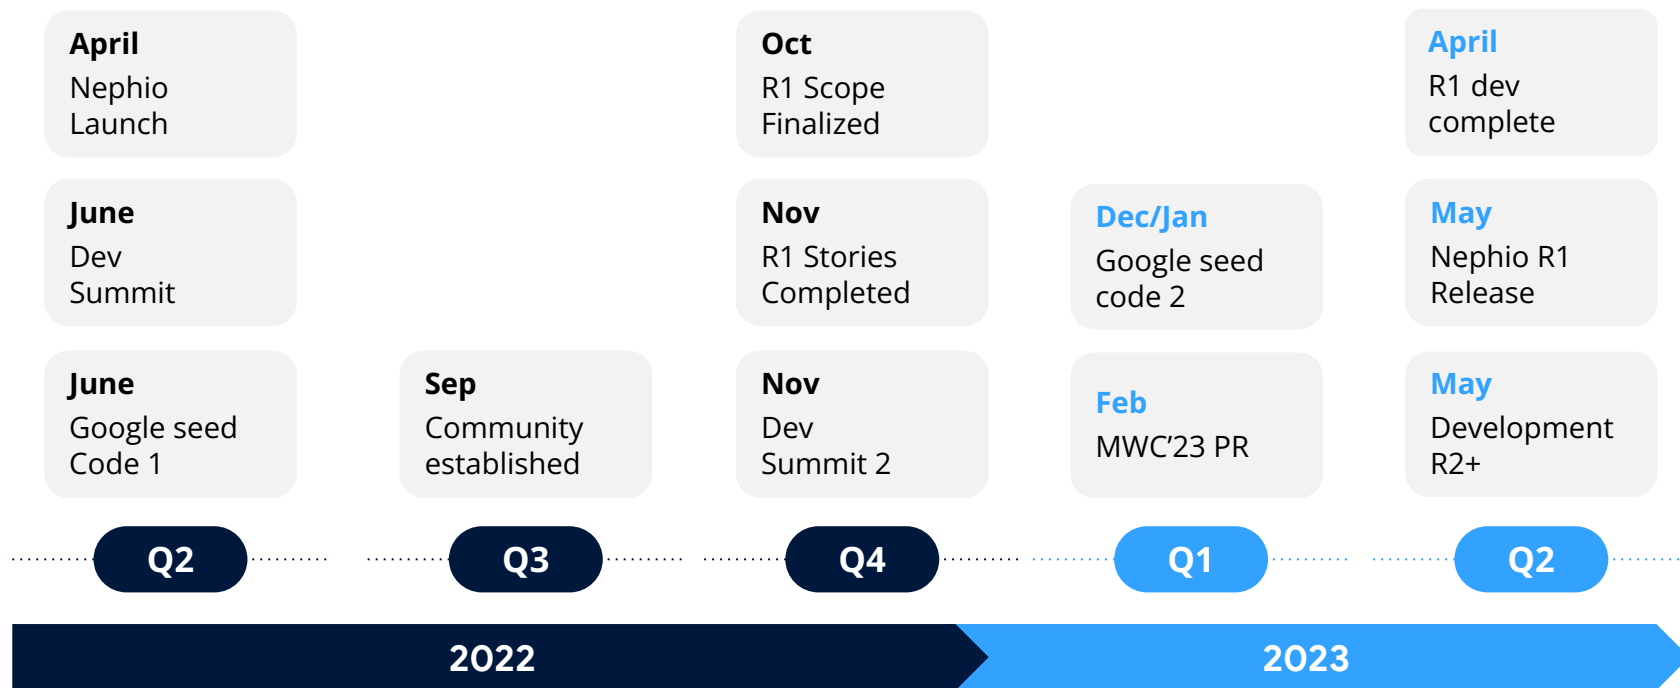 April
Nephio
Launch
June
Dev
Summit
June
Google seed
Code 1
Sep
Community
established
Oct
R1 Scope
Finalized
Nov
R1 Stories
Completed
Nov
Dev
Summit 2
Dec/Jan
Google seed
code 2
Feb
MWC’23 PR
April
R1 dev
complete
May
Nephio R1
Release
May
Development
R2+
Q2
Q3
Q4
Q1
Q2
2022
2023